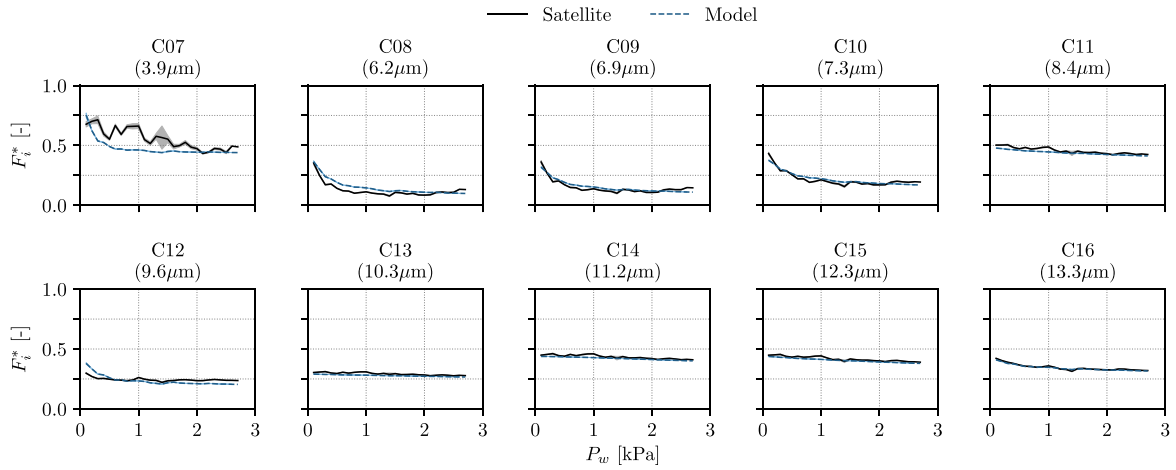 Satellite Model
C07 C08 C09 C10 C11
(3.9μm) (6.2μm) (6.9μm) (7.3μm) (8.4μm)
1.0
0.5
0.0
F_i^* [-]
C12 C13 C14 C15 C16
(9.6μm) (10.3μm) (11.2μm) (12.3μm) (13.3μm)
1.0
0.5
0.0
F_i^* [-]
0 1 2 3 0 1 2 3 0 1 2 3 0 1 2 3 0 1 2 3
P_w [kPa]